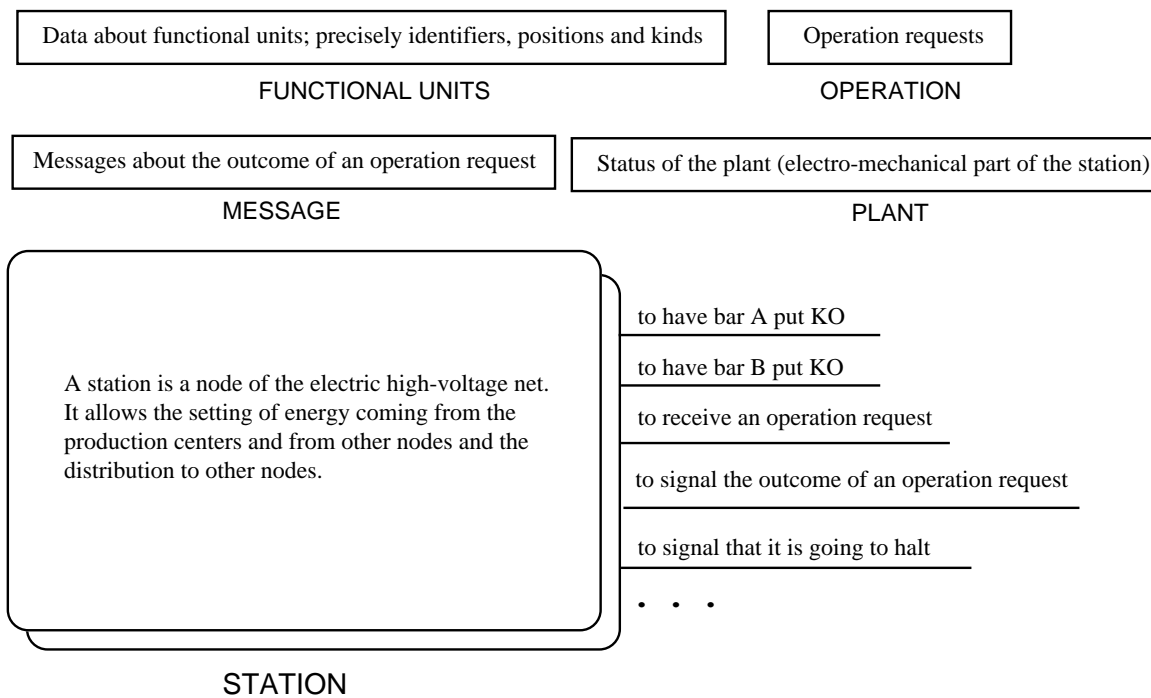 Data about functional units; precisely identifiers, positions and kinds
Operation requests
FUNCTIONAL UNITS
OPERATION
Messages about the outcome of an operation request
Status of the plant (electro-mechanical part of the station)
MESSAGE
PLANT
to have bar A put KO
to have bar B put KO
to receive an operation request
to signal the outcome of an operation request
to signal that it is going to halt
. . .
A station is a node of the electric high-voltage net.
It allows the setting of energy coming from the
production centers and from other nodes and the
distribution to other nodes.
STATION